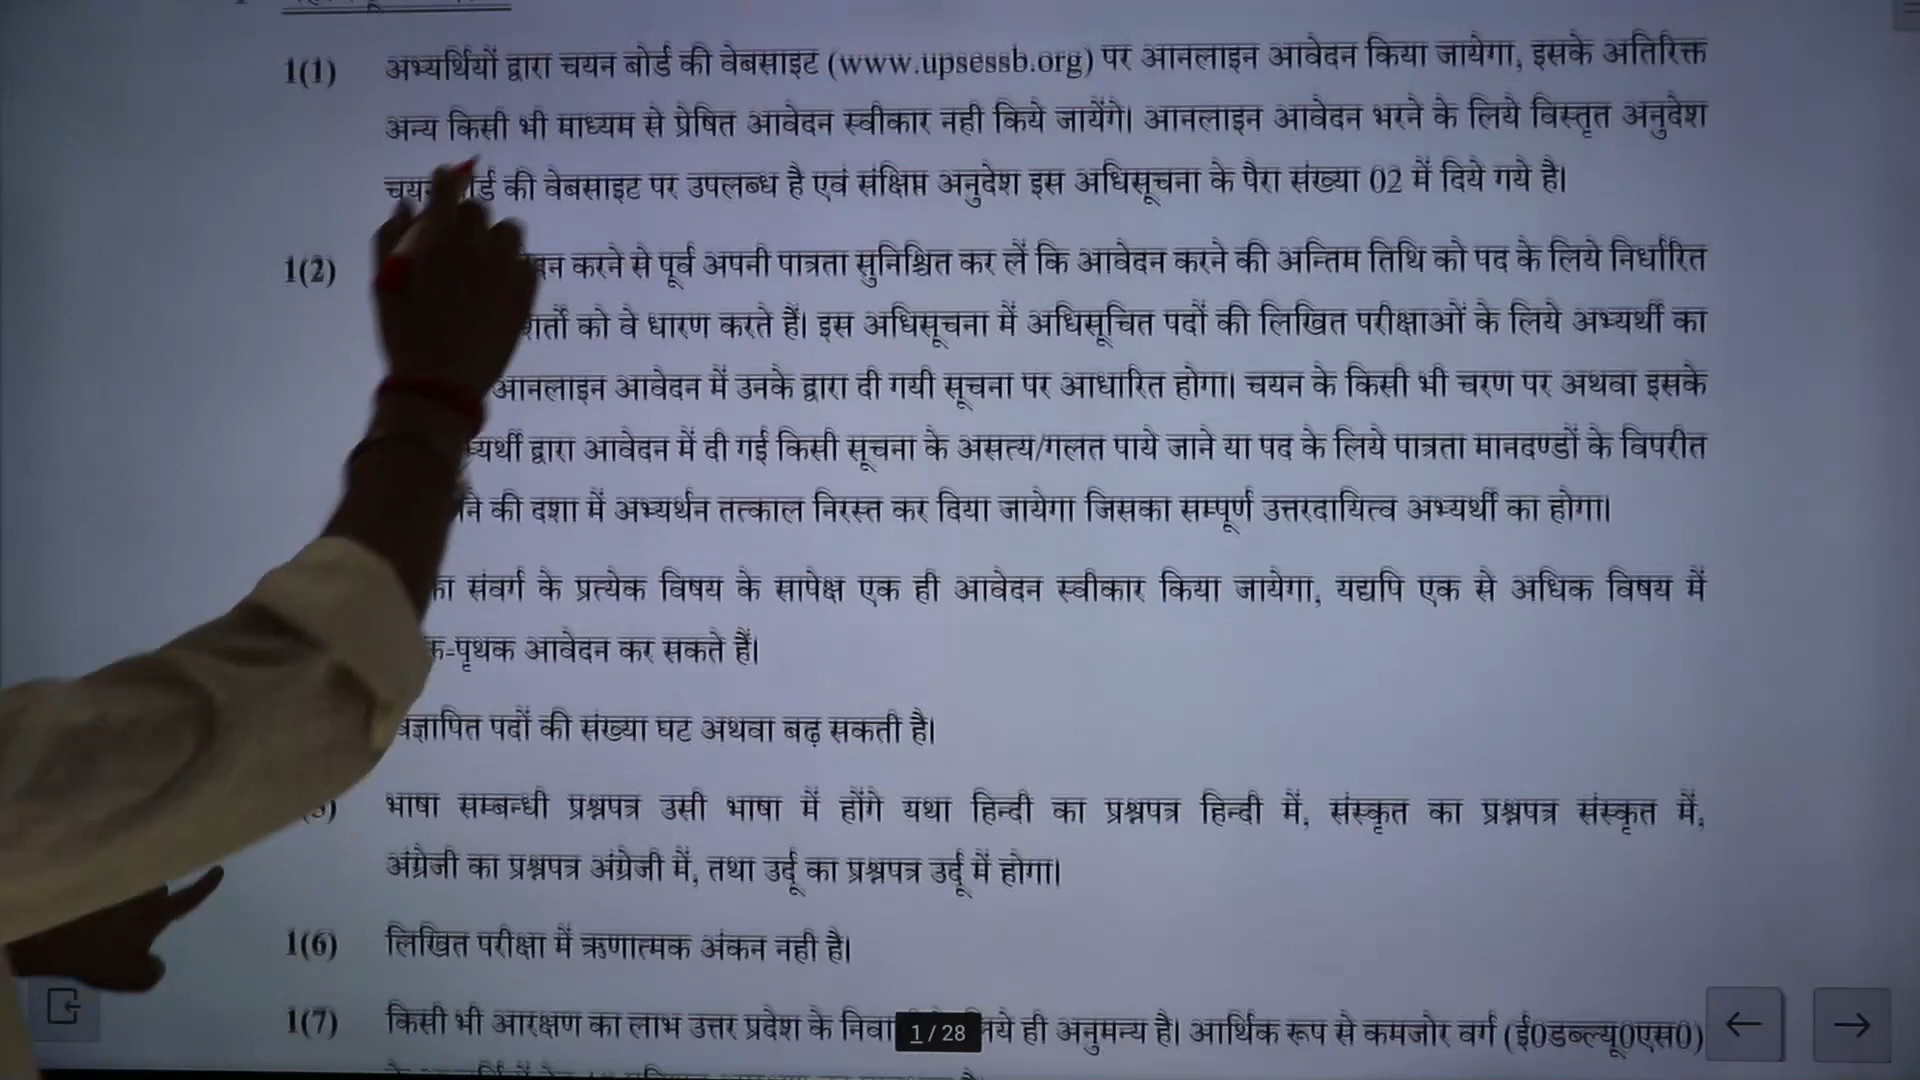 1(1) अभ्यर्थियों द्वारा चयन बोर्ड की वेबसाइट (www.upsessb.org) पर आनलाइन आवेदन किया जायेगा, इसके अतिरिक्त
अन्य किसी भी माध्यम से प्रेषित आवेदन स्वीकार नही किये जायेंगे। आनलाइन आवेदन भरने के लिये विस्तृत अनुदेश
की वेबसाइट पर उपलब्ध है एवं संक्षिप्त अनुदेश इस अधिसूचना के पैरा संख्या 02 में दिये गये है।
1(2) करने से पूर्व अपनी पात्रता सुनिश्चित कर लें कि आवेदन करने की अन्तिम तिथि को पद के लिये निर्धारित
को वे धारण करते हैं। इस अधिसूचना में अधिसूचित पदों की लिखित परीक्षाओं के लिये अभ्यर्थी का
आनलाइन आवेदन में उनके द्वारा दी गयी सूचना पर आधारित होगा। चयन के किसी भी चरण पर अथवा इसके
द्वारा आवेदन में दी गई किसी सूचना के असत्य/गलत पाये जाने या पद के लिये पात्रता मानदण्डों के विपरीत
की दशा में अभ्यर्थन तत्काल निरस्त कर दिया जायेगा जिसका सम्पूर्ण उत्तरदायित्व अभ्यर्थी का होगा।
संवर्ग के प्रत्येक विषय के सापेक्ष एक ही आवेदन स्वीकार किया जायेगा, यद्यपि एक से अधिक विषय में
पृथक आवेदन कर सकते हैं।
पदों की संख्या घट अथवा बढ़ सकती है।
भाषा सम्बन्धी प्रश्नपत्र उसी भाषा में होंगे यथा हिन्दी का प्रश्नपत्र हिन्दी में, संस्कृत का प्रश्नपत्र संस्कृत में,
अंग्रेजी का प्रश्नपत्र अंग्रेजी में, तथा उर्दू का प्रश्नपत्र उर्दू में होगा।
1(6) लिखित परीक्षा में ऋणात्मक अंकन नही है।
1(7) किसी भी आरक्षण का लाभ उत्तर प्रदेश के ही अनुमन्य है। आर्थिक रूप से कमजोर वर्ग (ई0डब्ल्यू0एस0)
1 / 28